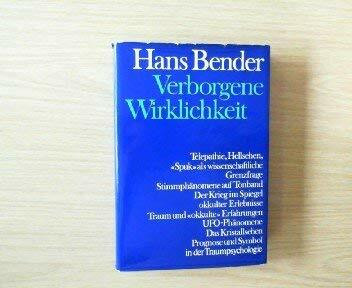 Hans Bender
Verborgene
Wirklichkeit
Telepathie, Hellsehen,
«Spuk» als wissenschaftliche
Grenzfrage
Stimmphänomene auf Tonband
Der Krieg im Spiegel
okkulter Erlebnisse
Traum und «okkulte» Erfahrungen
UFO-Phänomene
Das Kristallsehen
Prognose und Symbol
in der Traumpsychologie